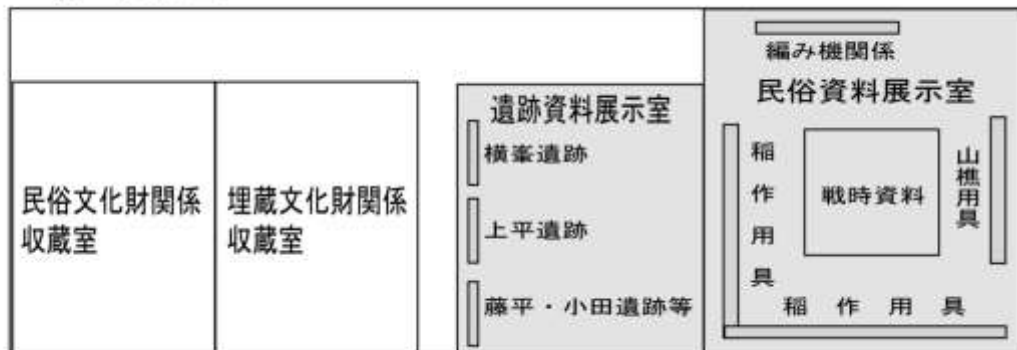 民俗文化財関係
収蔵室
埋蔵文化財関係
収蔵室
遺跡資料展示室
横峯遺跡
上平遺跡
藤平・小田遺跡等
編み機関係
民俗資料展示室
稲作用具
戦時資料
山樵用具
稲作用具